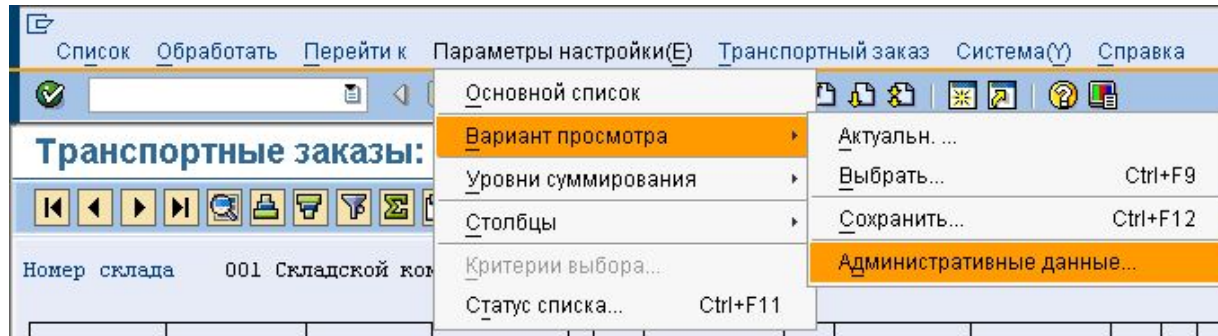 Список Обработать Перейти к Параметры настройки(E) Транспортный заказ Система(Y) Справка
Основной список
Вариант просмотра
Уровни суммирования
Столбцы
Критерии выбора...
Статус списка... Ctrl+F11
Актуальн. ...
Выбрать... Ctrl+F9
Сохранить... Ctrl+F12
Административные данные...
Транспортные заказы:
Номер склада 001 Складской